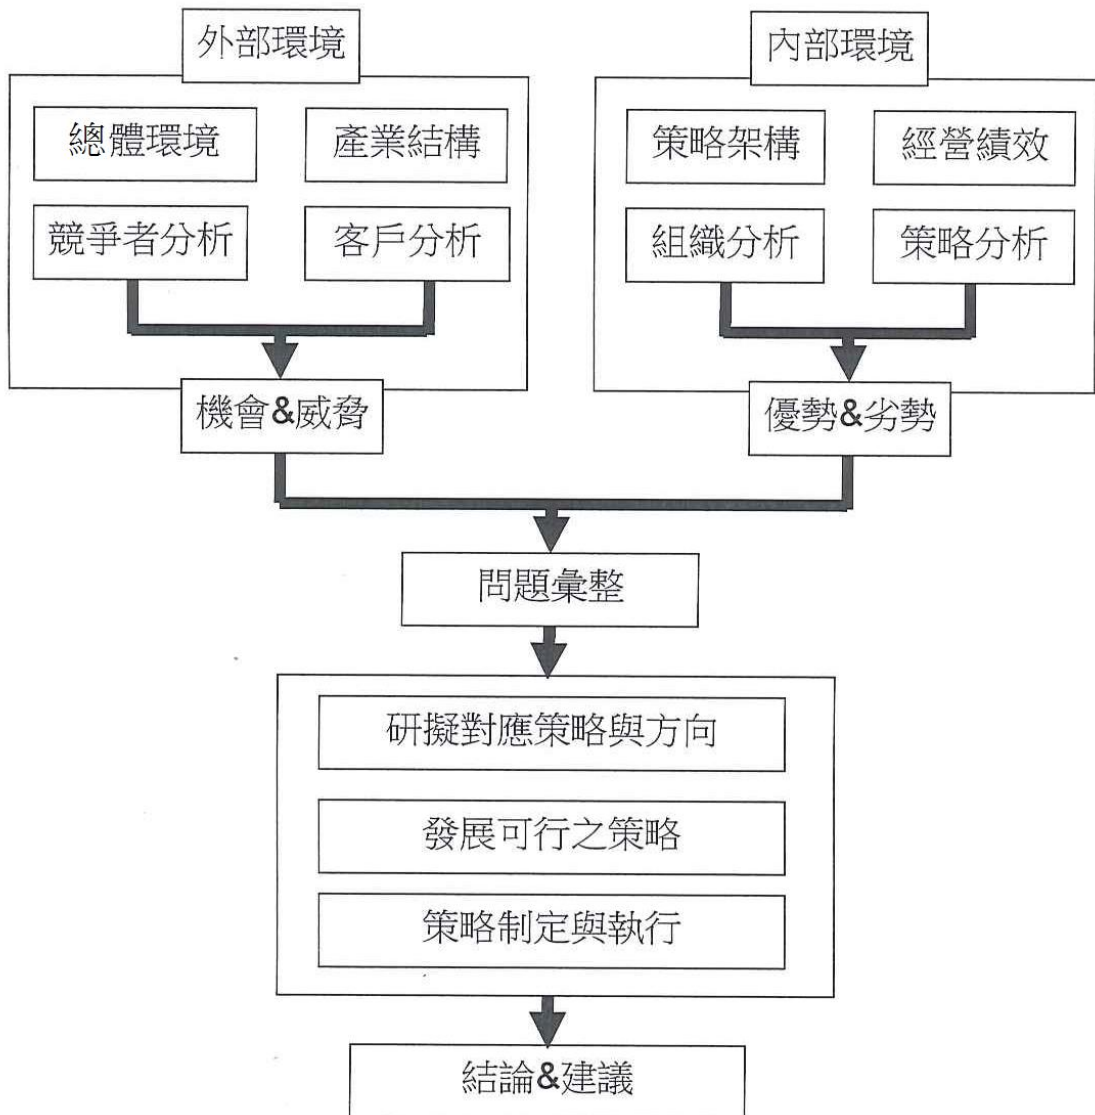 外部環境
總體環境
產業結構
競爭者分析
客戶分析
機會&威脅
內部環境
策略架構
經營績效
組織分析
策略分析
優勢&劣勢
問題彙整
研擬對應策略與方向
發展可行之策略
策略制定與執行
結論&建議